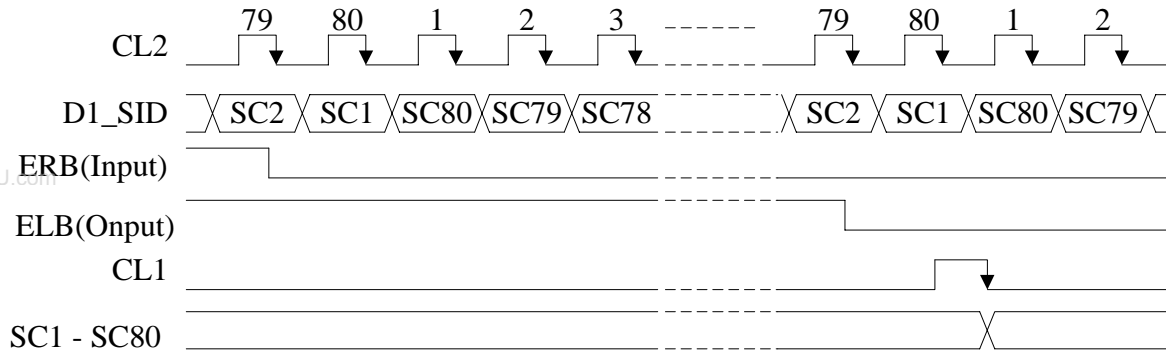 79 80 1 2 3 79 80 1 2
CL2
D1_SID SC2 SC1 SC80 SC79 SC78 SC2 SC1 SC80 SC79
ERB(Input)
J.com
ELB(Onput)
CL1
SC1 - SC80